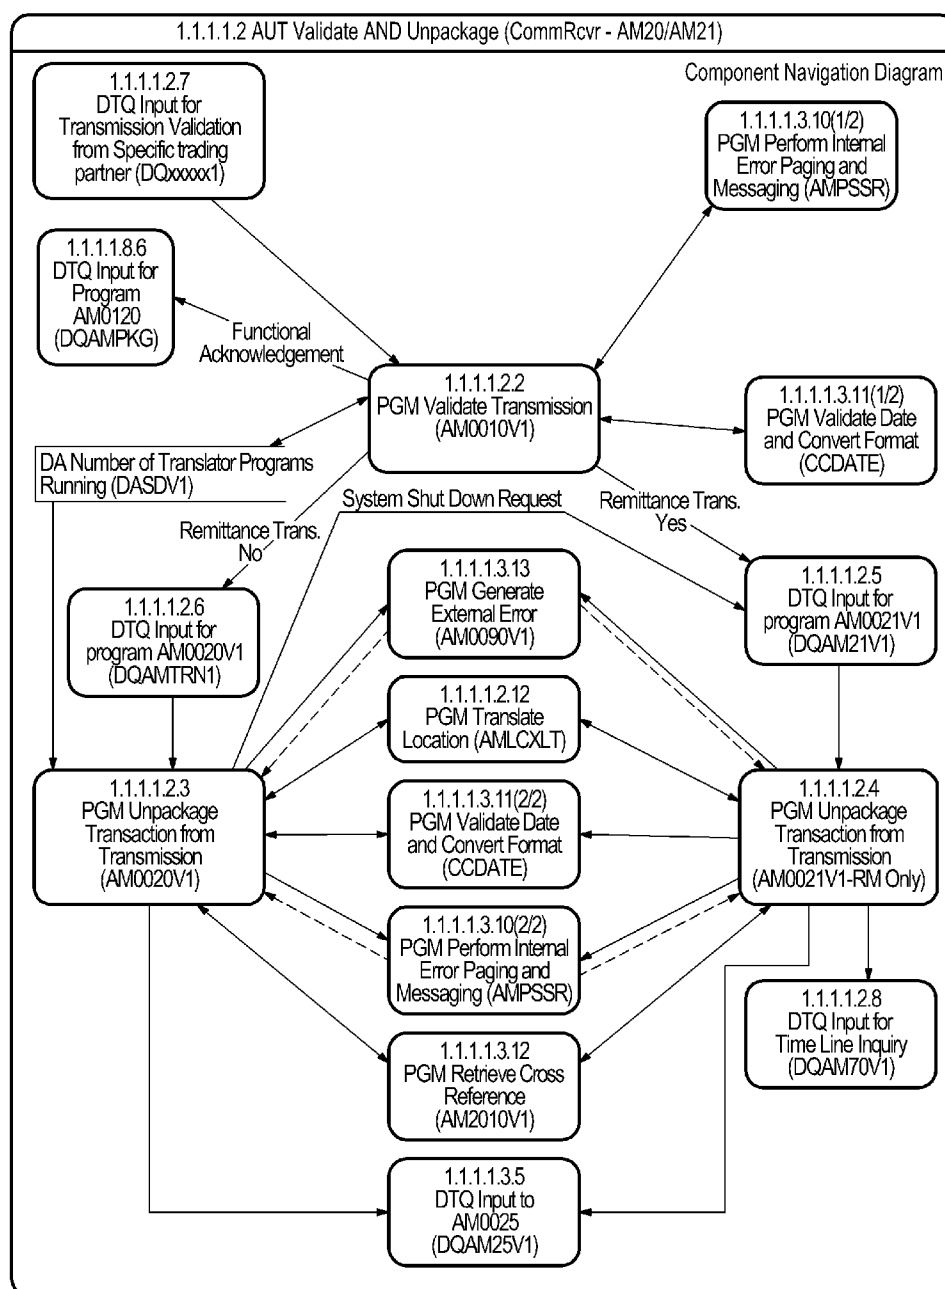 1.1.1.1.2 AUT Validate AND Unpackage (CommRcvr - AM20/AM21)
Component Navigation Diagram
1.1.1.1.2.7
DTQ Input for
Transmission Validation
from Specific trading
partner (DQxxxxx1)
1.1.1.1.3.10(1/2)
PGM Perform Internal
Error Paging and
Messaging (AMPSSR)
1.1.1.1.8.6
DTQ Input for
Program
AM0120
(DQAMPKG)
Functional
Acknowledgement
1.1.1.1.2.2
PGM Validate Transmission
(AM0010V1)
1.1.1.1.3.11(1/2)
PGM Validate Date
and Convert Format
(CCDATE)
DA Number of Translator Programs
Running (DASDV1)
System Shut Down Request
Remittance Trans.
Yes
Remittance Trans.
No
1.1.1.1.3.13
PGM Generate
External Error
(AM0090V1)
1.1.1.1.2.5
DTQ Input for
program AM0021V1
(DQAM21V1)
1.1.1.1.2.6
DTQ Input for
program AM0020V1
(DQAMTRN1)
1.1.1.1.2.12
PGM Translate
Location (AMLCXLT)
1.1.1.1.2.3
PGM Unpackage
Transaction from
Transmission
(AM0020V1)
1.1.1.1.3.11(2/2)
PGM Validate Date
and Convert Format
(CCDATE)
1.1.1.1.2.4
PGM Unpackage
Transaction from
Transmission
(AM0021V1-RM Only)
1.1.1.1.3.10(2/2)
PGM Perform Internal
Error Paging and
Messaging (AMPSSR)
1.1.1.1.2.8
DTQ Input for
Time Line Inquiry
(DQAM70V1)
1.1.1.1.3.12
PGM Retrieve Cross
Reference
(AM2010V1)
1.1.1.1.3.5
DTQ Input to
AM0025
(DQAM25V1)